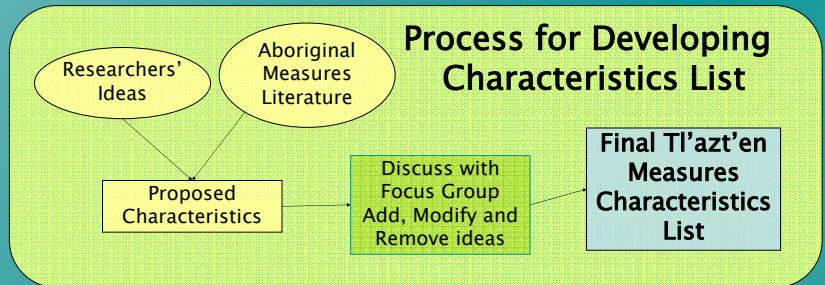 Process for Developing
Characteristics List
Researchers’
Ideas
Aboriginal
Measures
Literature
Proposed
Characteristics
Discuss with
Focus Group
Add, Modify and
Remove ideas
Final Tl’azt’en
Measures
Characteristics
List